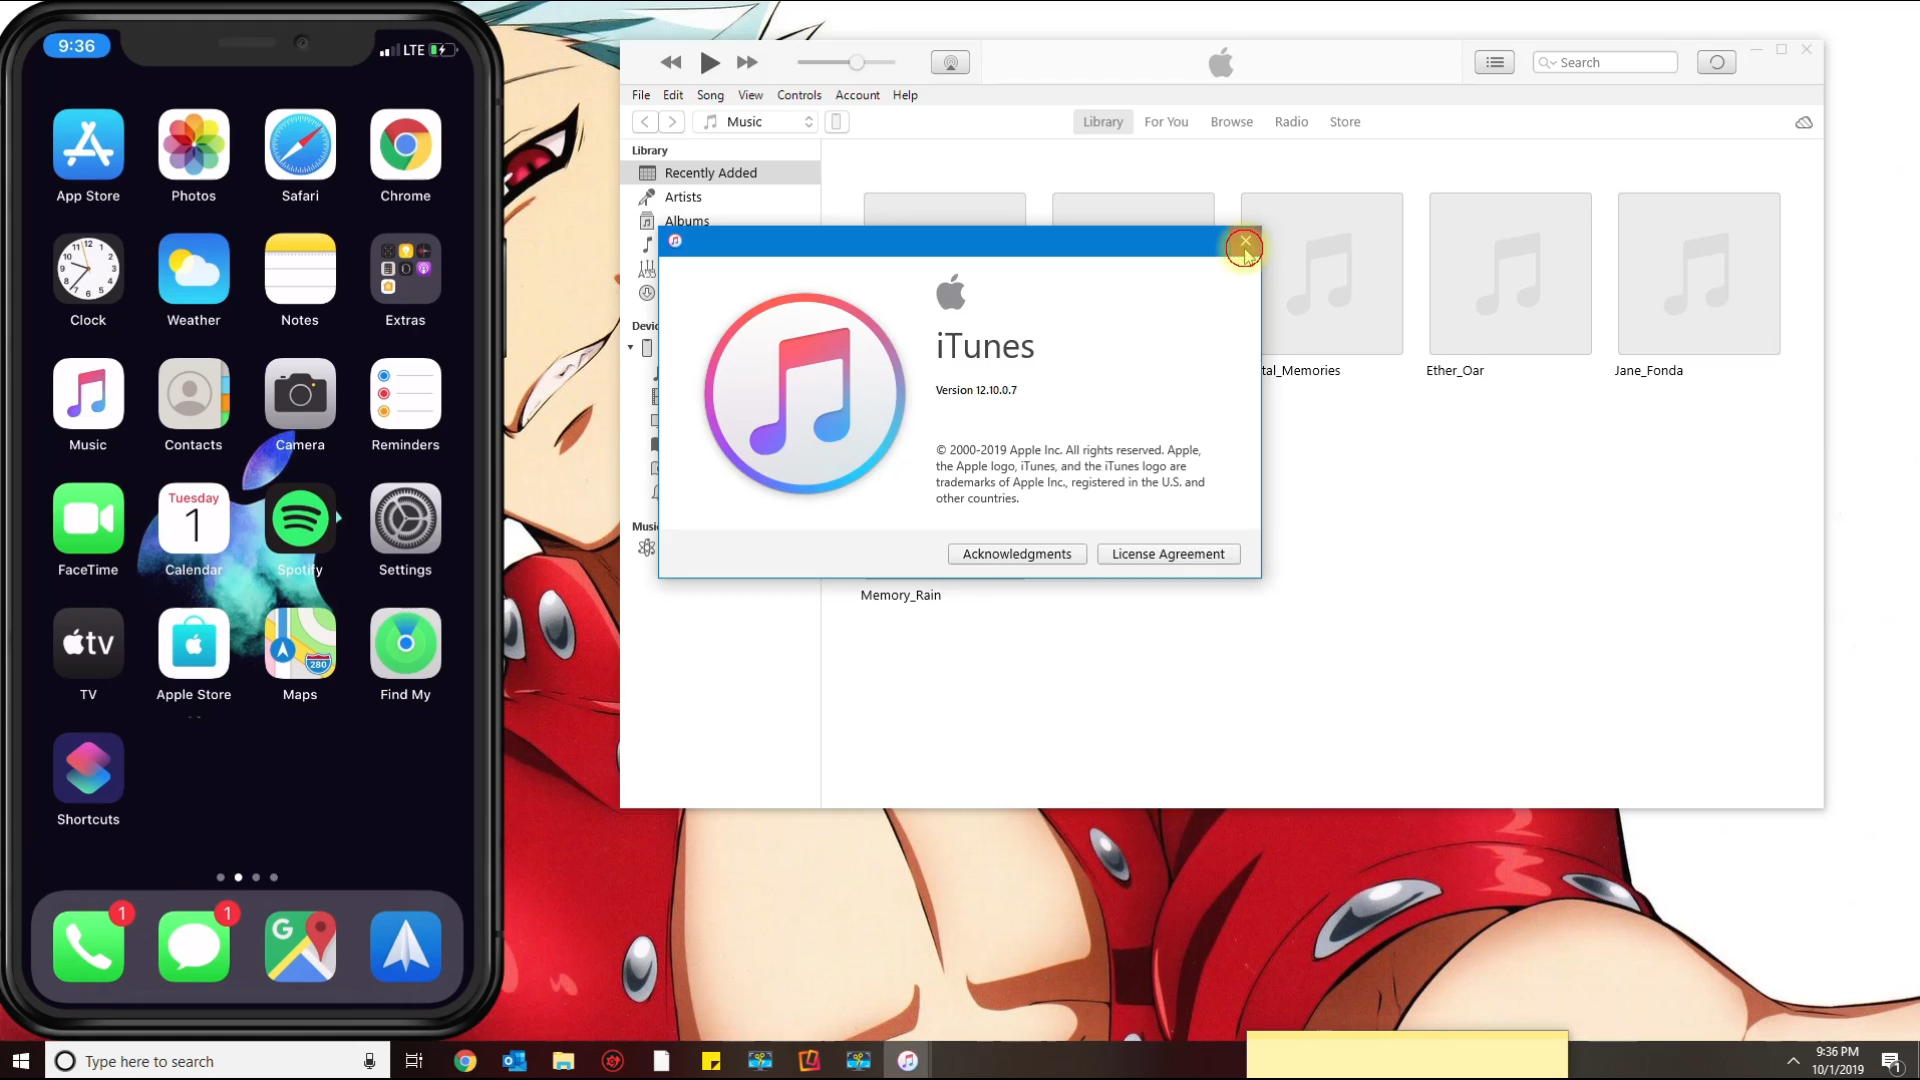 9:36
LTE
App Store
Photos
Safari
Chrome
Clock
Weather
Notes
Extras
Music
Contacts
Camera
Reminders
Tuesday
1
FaceTime
Calendar
Spotify
Settings
tv
280
TV
Apple Store
Maps
Find My
Shortcuts
1
1
G
Search
File Edit Song View Controls Account Help
Music
Library For You Browse Radio Store
Library
Recently Added
Artists
Albums
Devic
Music
iTunes
Version 12.10.0.7
© 2000-2019 Apple Inc. All rights reserved. Apple,
the Apple logo, iTunes, and the iTunes logo are
trademarks of Apple Inc., registered in the U.S. and
other countries.
Acknowledgments
License Agreement
tal_Memories
Ether_Oar
Jane_Fonda
Memory_Rain
Type here to search
9:36 PM
10/1/2019
1